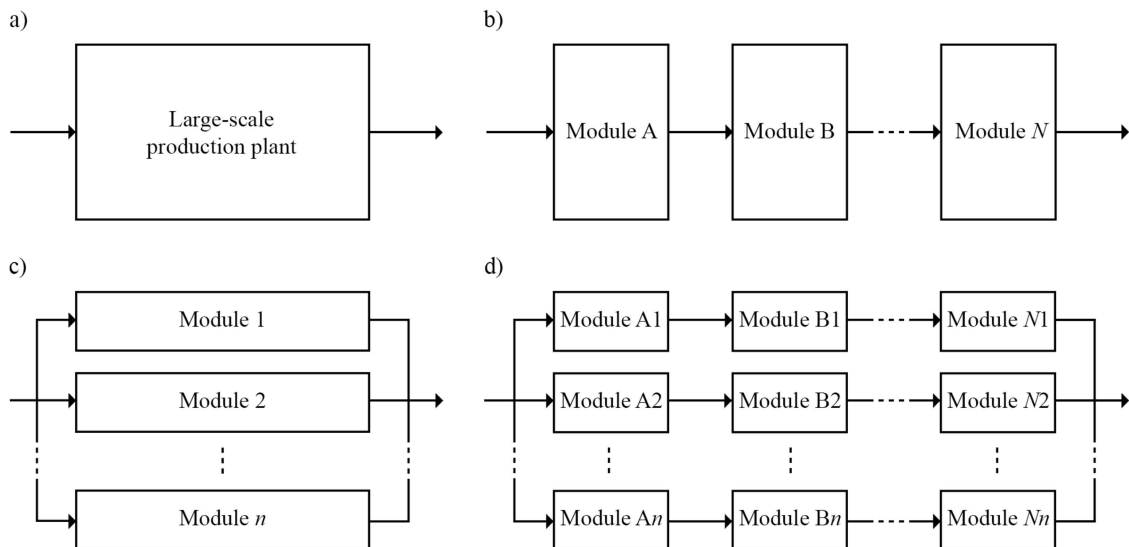 a)
Large-scale
production plant
b)
Module A
Module B
Module N
c)
Module 1
Module 2
Module n
d)
Module A1
Module B1
Module N1
Module A2
Module B2
Module N2
Module An
Module Bn
Module Nn